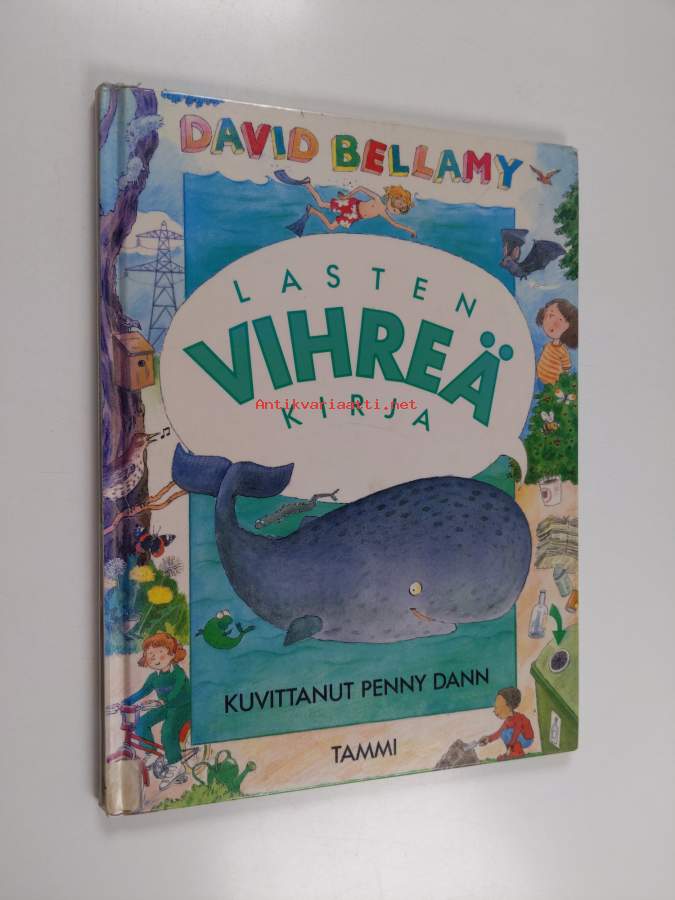 DAVID BELLAMY
LASTEN
VIHREÄ
Antikvariaatti.net
KIRJA
KUVITTANUT PENNY DANN
TAMMI